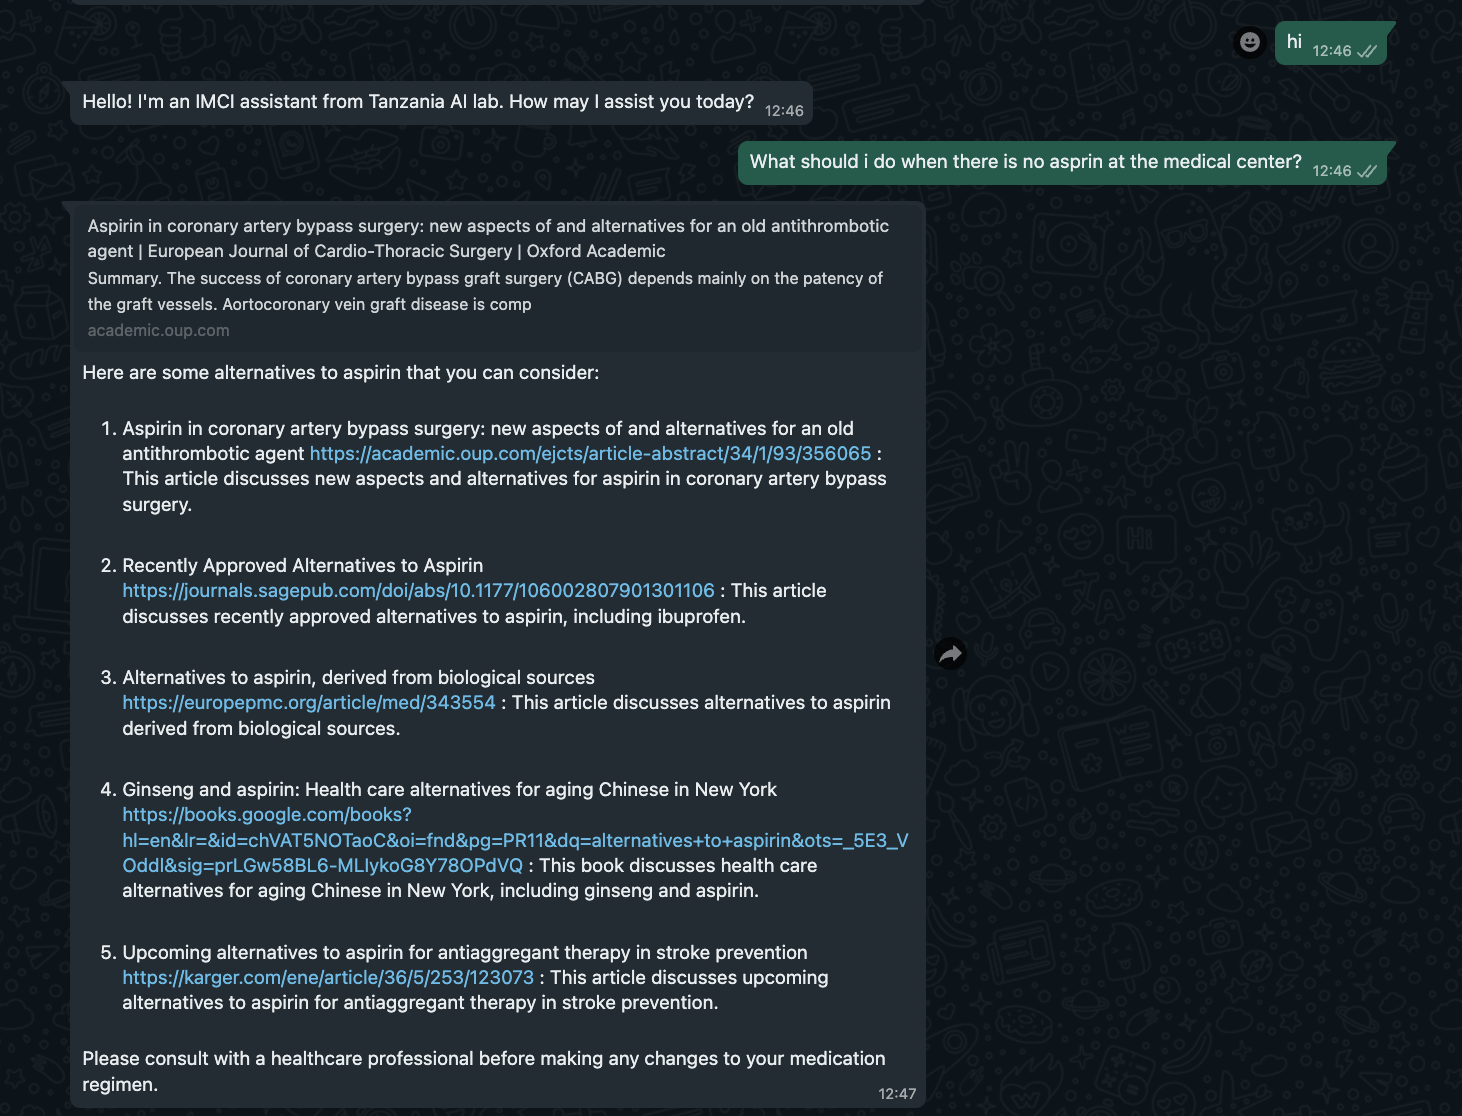 hi
12:46
Hello! I'm an IMCI assistant from Tanzania AI lab. How may I assist you today?
12:46
What should i do when there is no asprin at the medical center?
12:46
Aspirin in coronary artery bypass surgery: new aspects of and alternatives for an old antithrombotic
agent | European Journal of Cardio-Thoracic Surgery | Oxford Academic
Summary. The success of coronary artery bypass graft surgery (CABG) depends mainly on the patency of
the graft vessels. Aortocoronary vein graft disease is comp
academic.oup.com
Here are some alternatives to aspirin that you can consider:
1. Aspirin in coronary artery bypass surgery: new aspects of and alternatives for an old
antithrombotic agent https://academic.oup.com/ejcts/article-abstract/34/1/93/356065 :
This article discusses new aspects and alternatives for aspirin in coronary artery bypass
surgery.
2. Recently Approved Alternatives to Aspirin
https://journals.sagepub.com/doi/abs/10.1177/106002807901301106 : This article
discusses recently approved alternatives to aspirin, including ibuprofen.
3. Alternatives to aspirin, derived from biological sources
https://europepmc.org/article/med/343554 : This article discusses alternatives to aspirin
derived from biological sources.
4. Ginseng and aspirin: Health care alternatives for aging Chinese in New York
https://books.google.com/books?
hl=en&lr=&id=chVAT5NOTaoC&oi=fnd&pg=PR11&dq=alternatives+to+aspirin&ots=_5E3_V
Oddl&sig=prLGw58BL6-MLIykoG8Y78OPdVQ : This book discusses health care
alternatives for aging Chinese in New York, including ginseng and aspirin.
5. Upcoming alternatives to aspirin for antiaggregant therapy in stroke prevention
https://karger.com/ene/article/36/5/253/123073 : This article discusses upcoming
alternatives to aspirin for antiaggregant therapy in stroke prevention.
Please consult with a healthcare professional before making any changes to your medication
regimen.
12:47